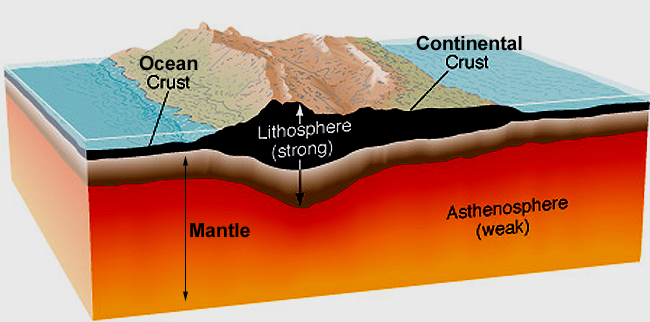 Ocean
Crust
Continental
Crust
Lithosphere
(strong)
Mantle
Asthenosphere
(weak)